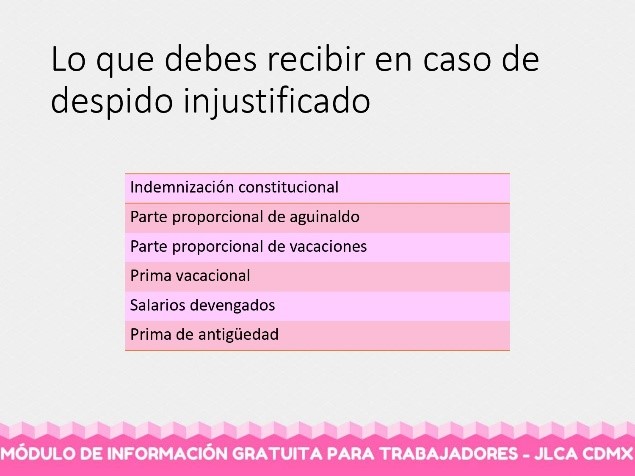 Lo que debes recibir en caso de
despido injustificado
Indemnización constitucional
Parte proporcional de aguinaldo
Parte proporcional de vacaciones
Prima vacacional
Salarios devengados
Prima de antigüedad
MÓDULO DE INFORMACIÓN GRATUITA PARA TRABAJADORES - JLCA CDMX